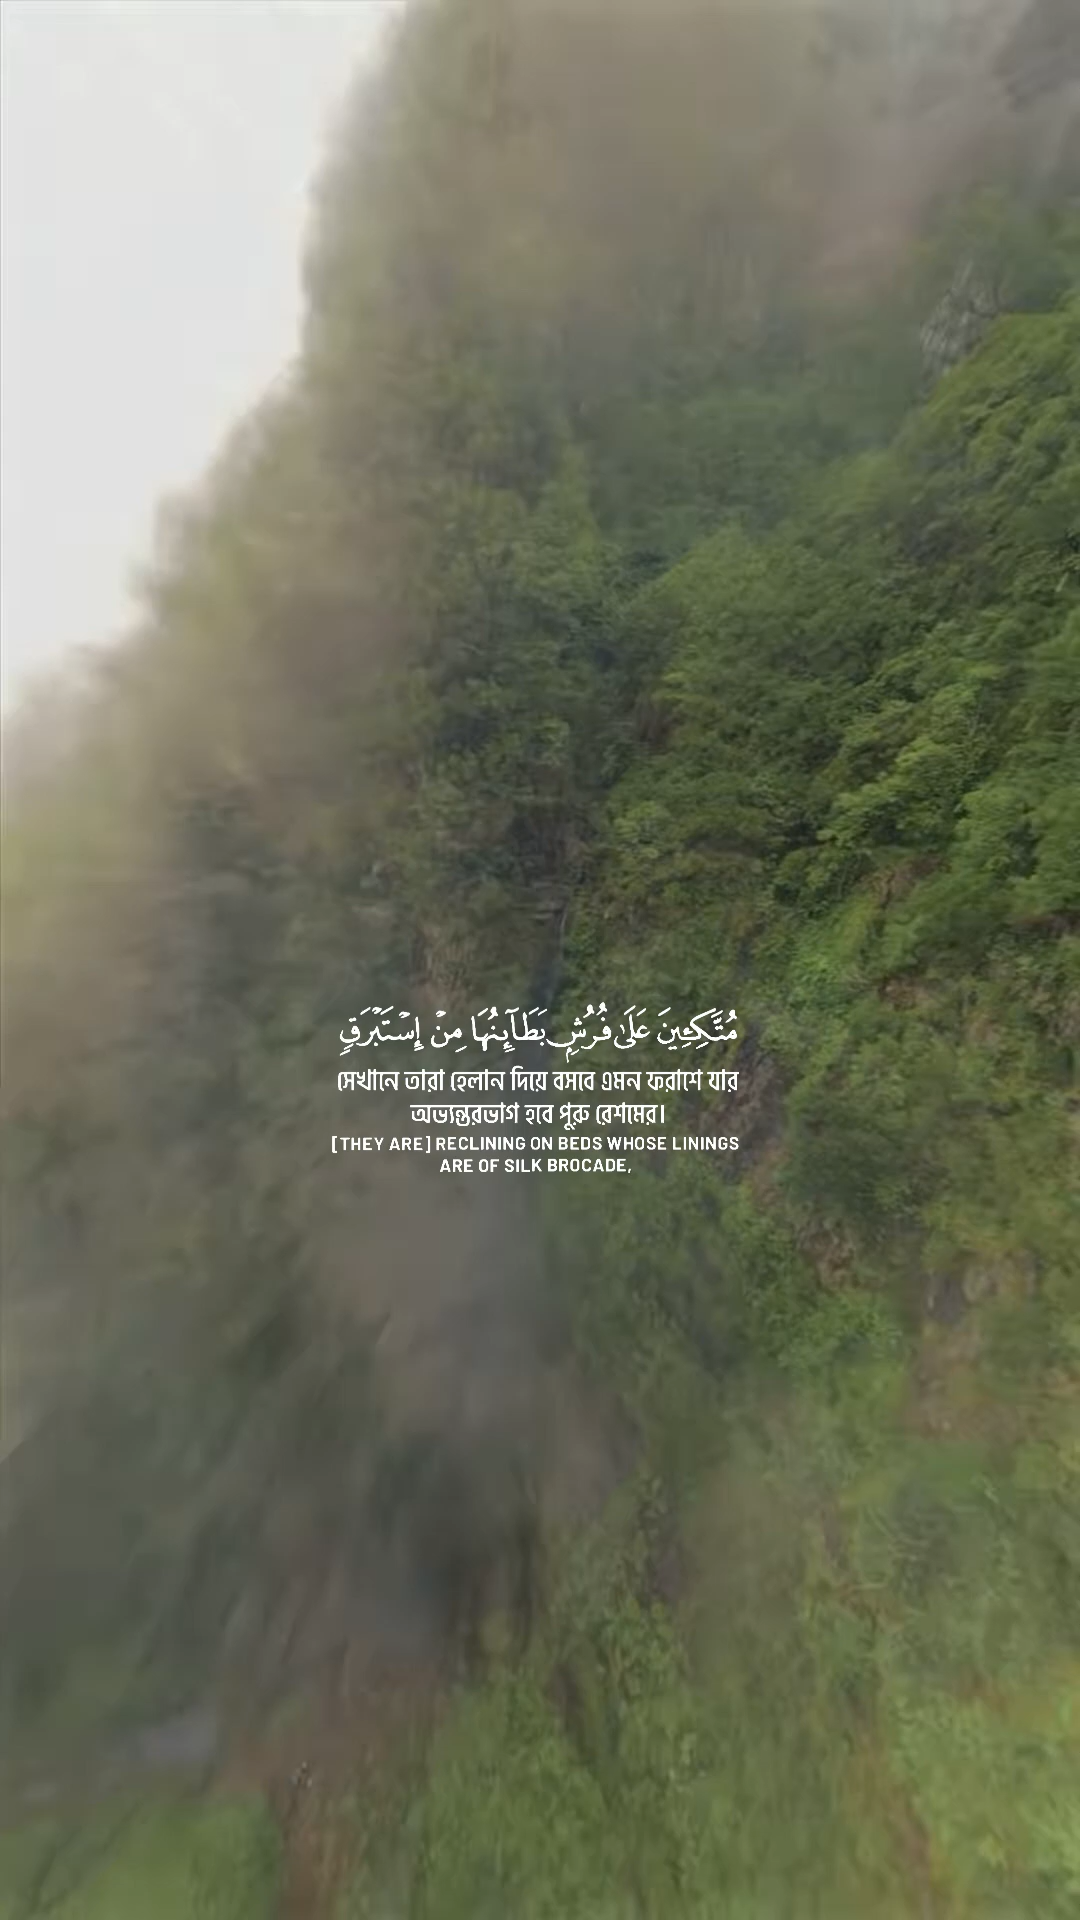 مُتَّكِـِٔينَ عَلَىٰ فُرُشٍۭ بَطَآئِنُهَا مِنْ إِسْتَبْرَقٍۢ
সেখানে তারা হেলান দিয়ে বসবে এমন ফরাশে যার
অভ্যন্তরভাগ হবে পুরু রেশমের।
[THEY ARE] RECLINING ON BEDS WHOSE LININGS
ARE OF SILK BROCADE,